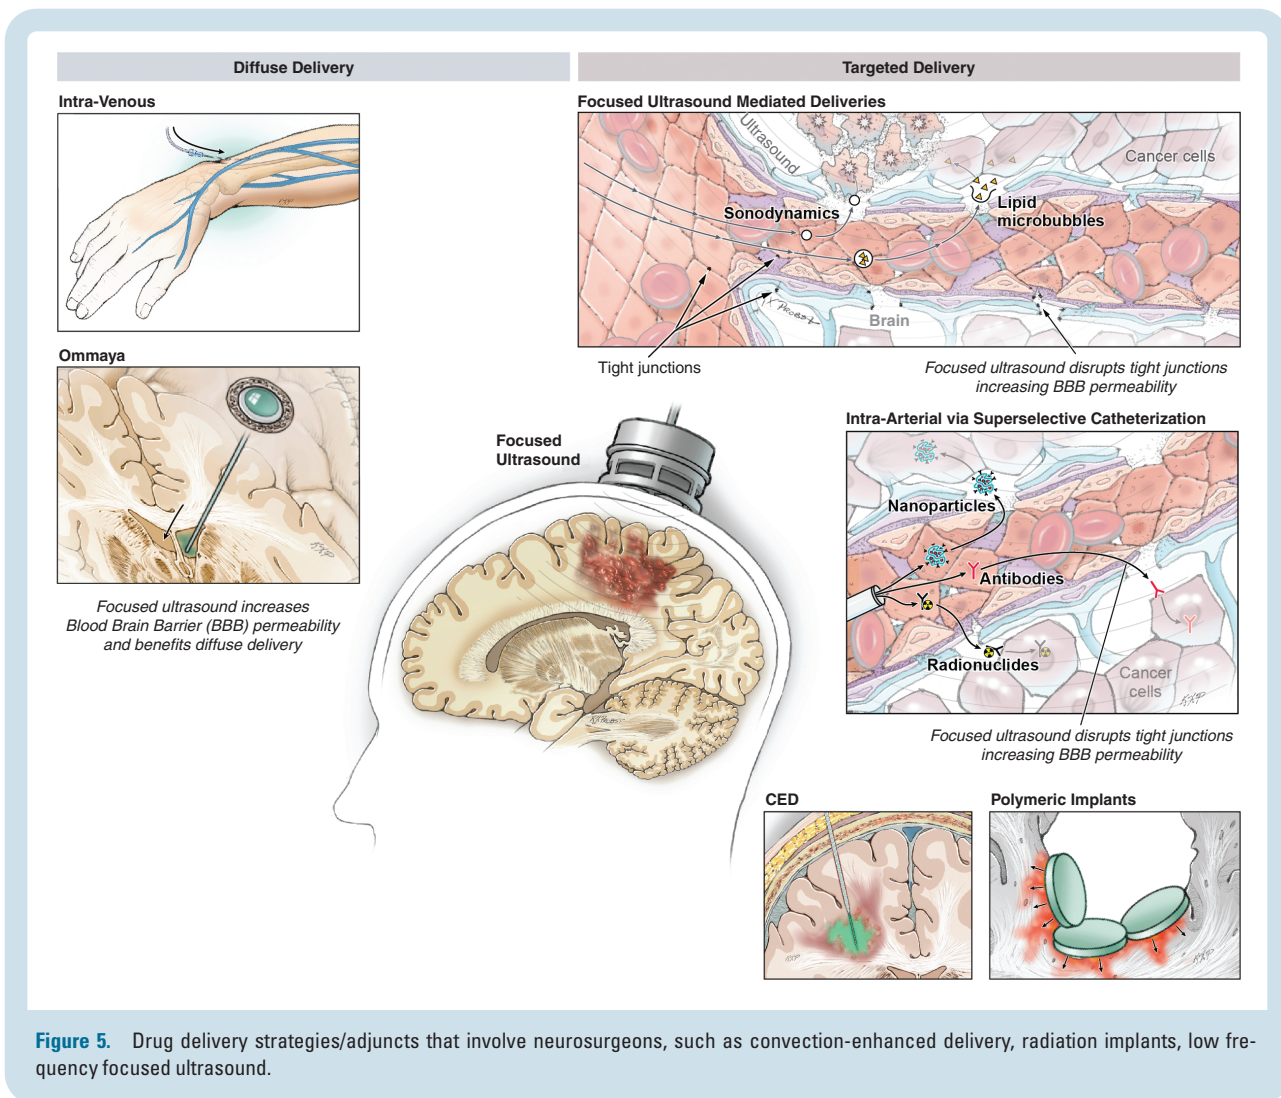 Diffuse Delivery
Targeted Delivery
Intra-Venous
Ommaya
Focused ultrasound increases
Blood Brain Barrier (BBB) permeability
and benefits diffuse delivery
Focused
Ultrasound
Focused Ultrasound Mediated Deliveries
Ultrasound
Cancer cells
Sonodynamics
Lipid
microbubbles
Brain
Tight junctions
Focused ultrasound disrupts tight junctions
increasing BBB permeability
Intra-Arterial via Superselective Catheterization
Nanoparticles
Antibodies
Radionuclides
Cancer
cells
Focused ultrasound disrupts tight junctions
increasing BBB permeability
CED
Polymeric Implants
Figure 5. Drug delivery strategies/adjuncts that involve neurosurgeons, such as convection-enhanced delivery, radiation implants, low fre-
quency focused ultrasound.